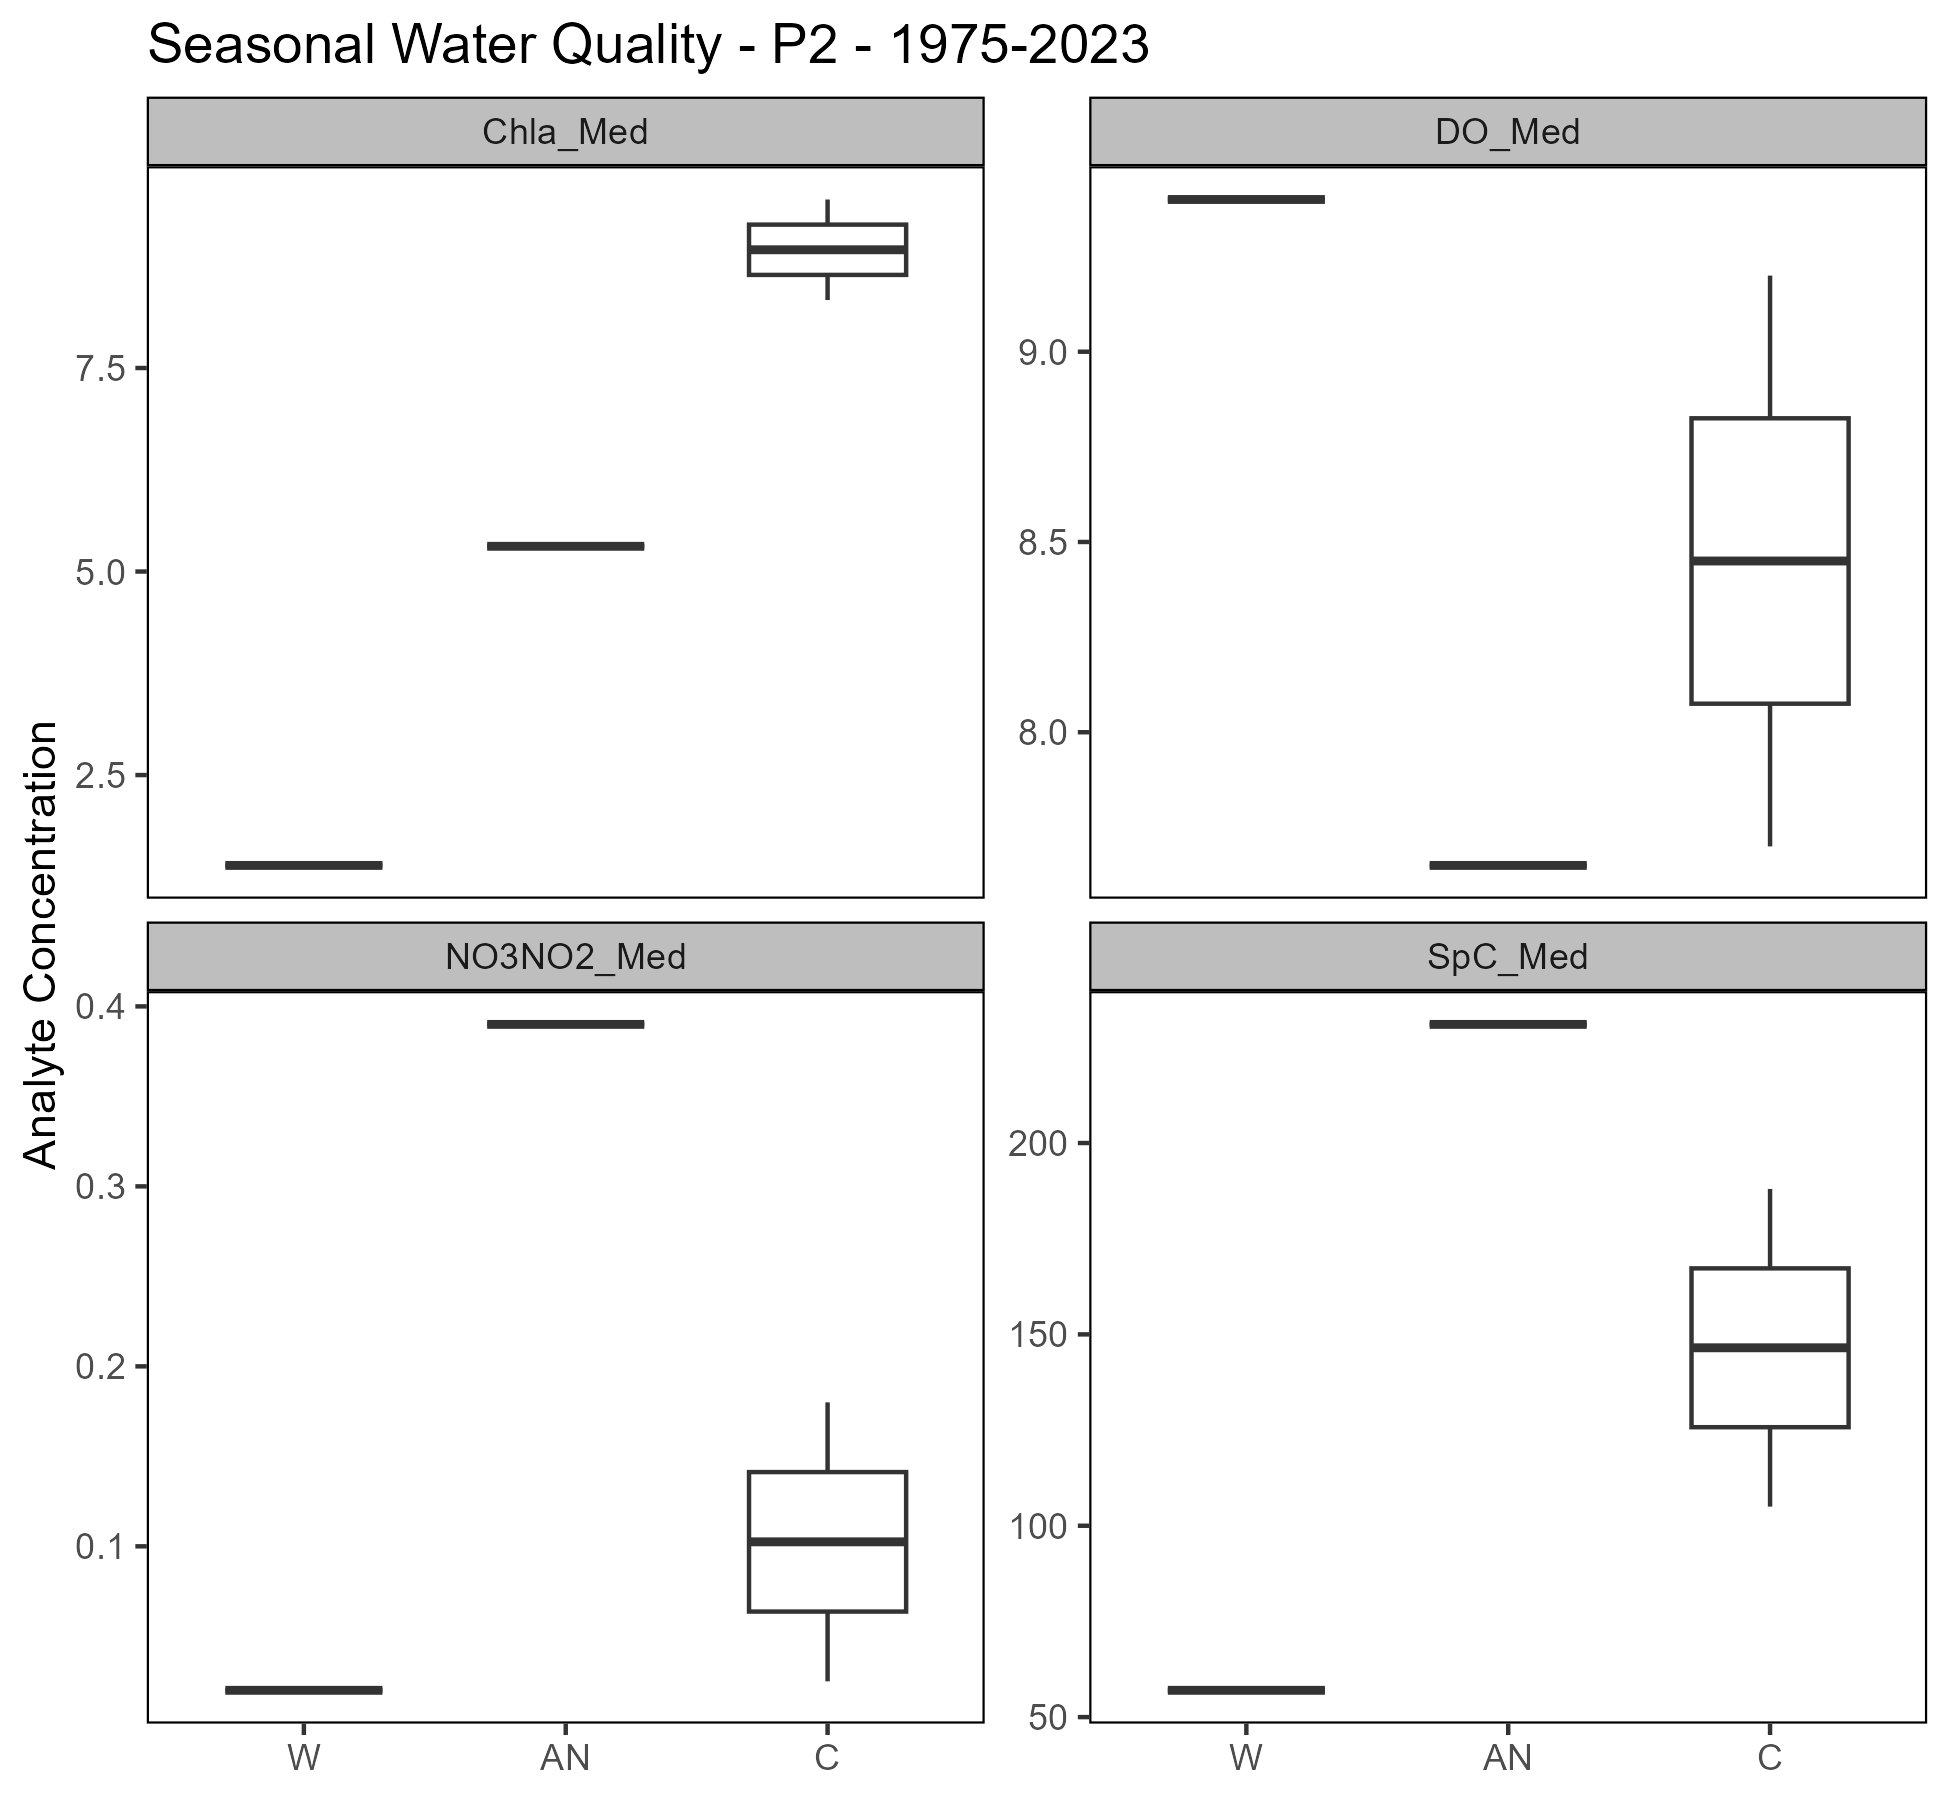 Seasonal Water Quality - P2 - 1975-2023
Chla_Med
DO_Med
7.5
5.0
2.5
9.0
8.5
8.0
Analyte Concentration
NO3NO2_Med
SpC_Med
0.4
0.3
0.2
0.1
200
150
100
50
W AN C
W AN C